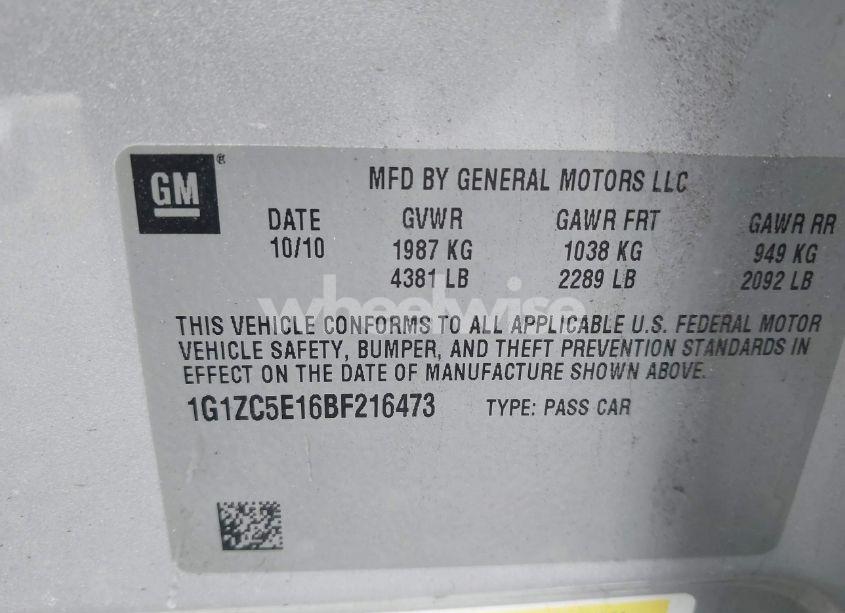 GM®
MFD BY GENERAL MOTORS LLC
DATE GVWR GAWR FRT GAWR RR
10/10 1987 KG 1038 KG 949 KG
4381 LB 2289 LB 2092 LB
wheelwise
THIS VEHICLE CONFORMS TO ALL APPLICABLE U.S. FEDERAL MOTOR
VEHICLE SAFETY, BUMPER, AND THEFT PREVENTION STANDARDS IN
EFFECT ON THE DATE OF MANUFACTURE SHOWN ABOVE.
1G1ZC5E16BF216473 TYPE: PASS CAR